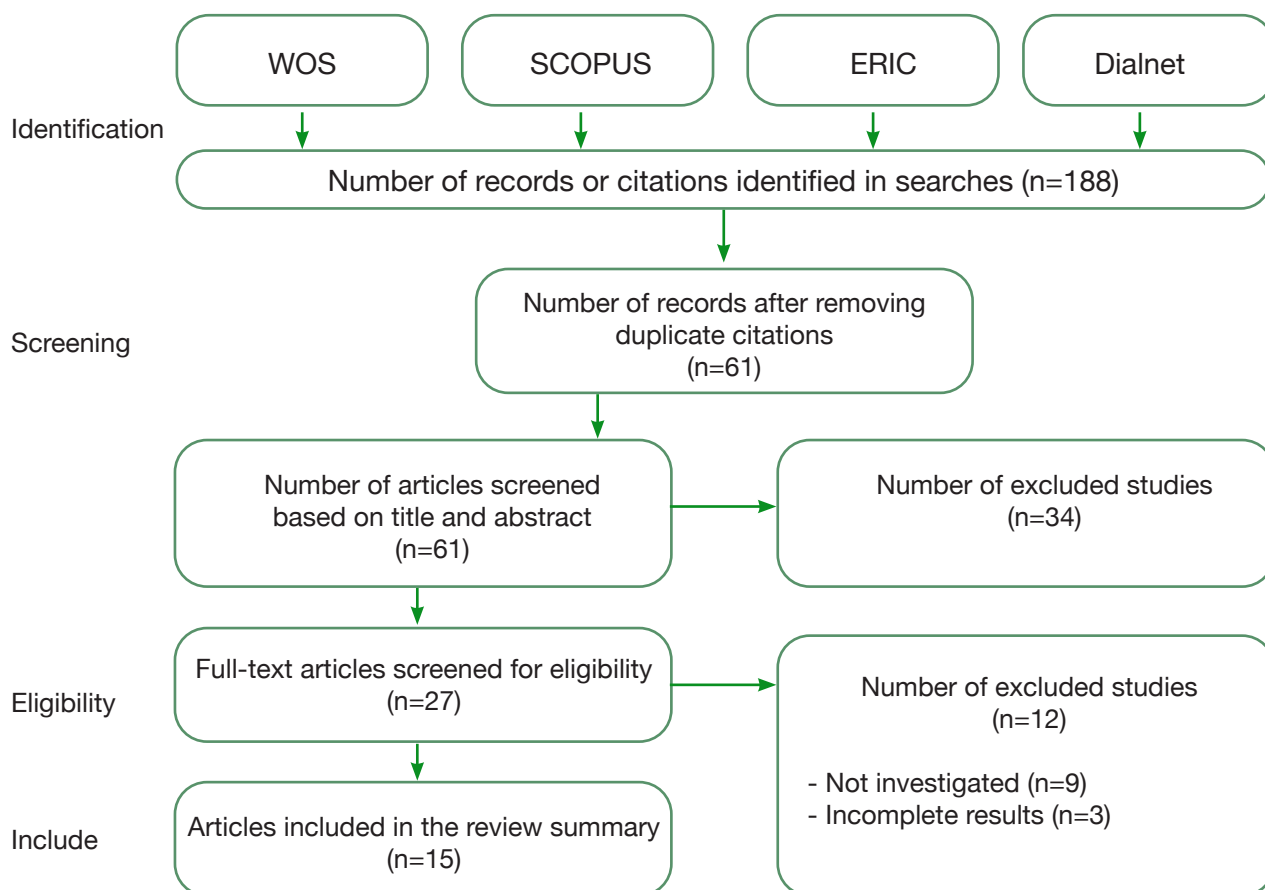 WOS
SCOPUS
ERIC
Dialnet
Identification
Number of records or citations identified in searches (n=188)
Screening
Number of records after removing
duplicate citations
(n=61)
Number of articles screened
based on title and abstract
(n=61)
Number of excluded studies
(n=34)
Eligibility
Full-text articles screened for eligibility
(n=27)
Number of excluded studies
(n=12)
- Not investigated (n=9)
- Incomplete results (n=3)
Include
Articles included in the review summary
(n=15)